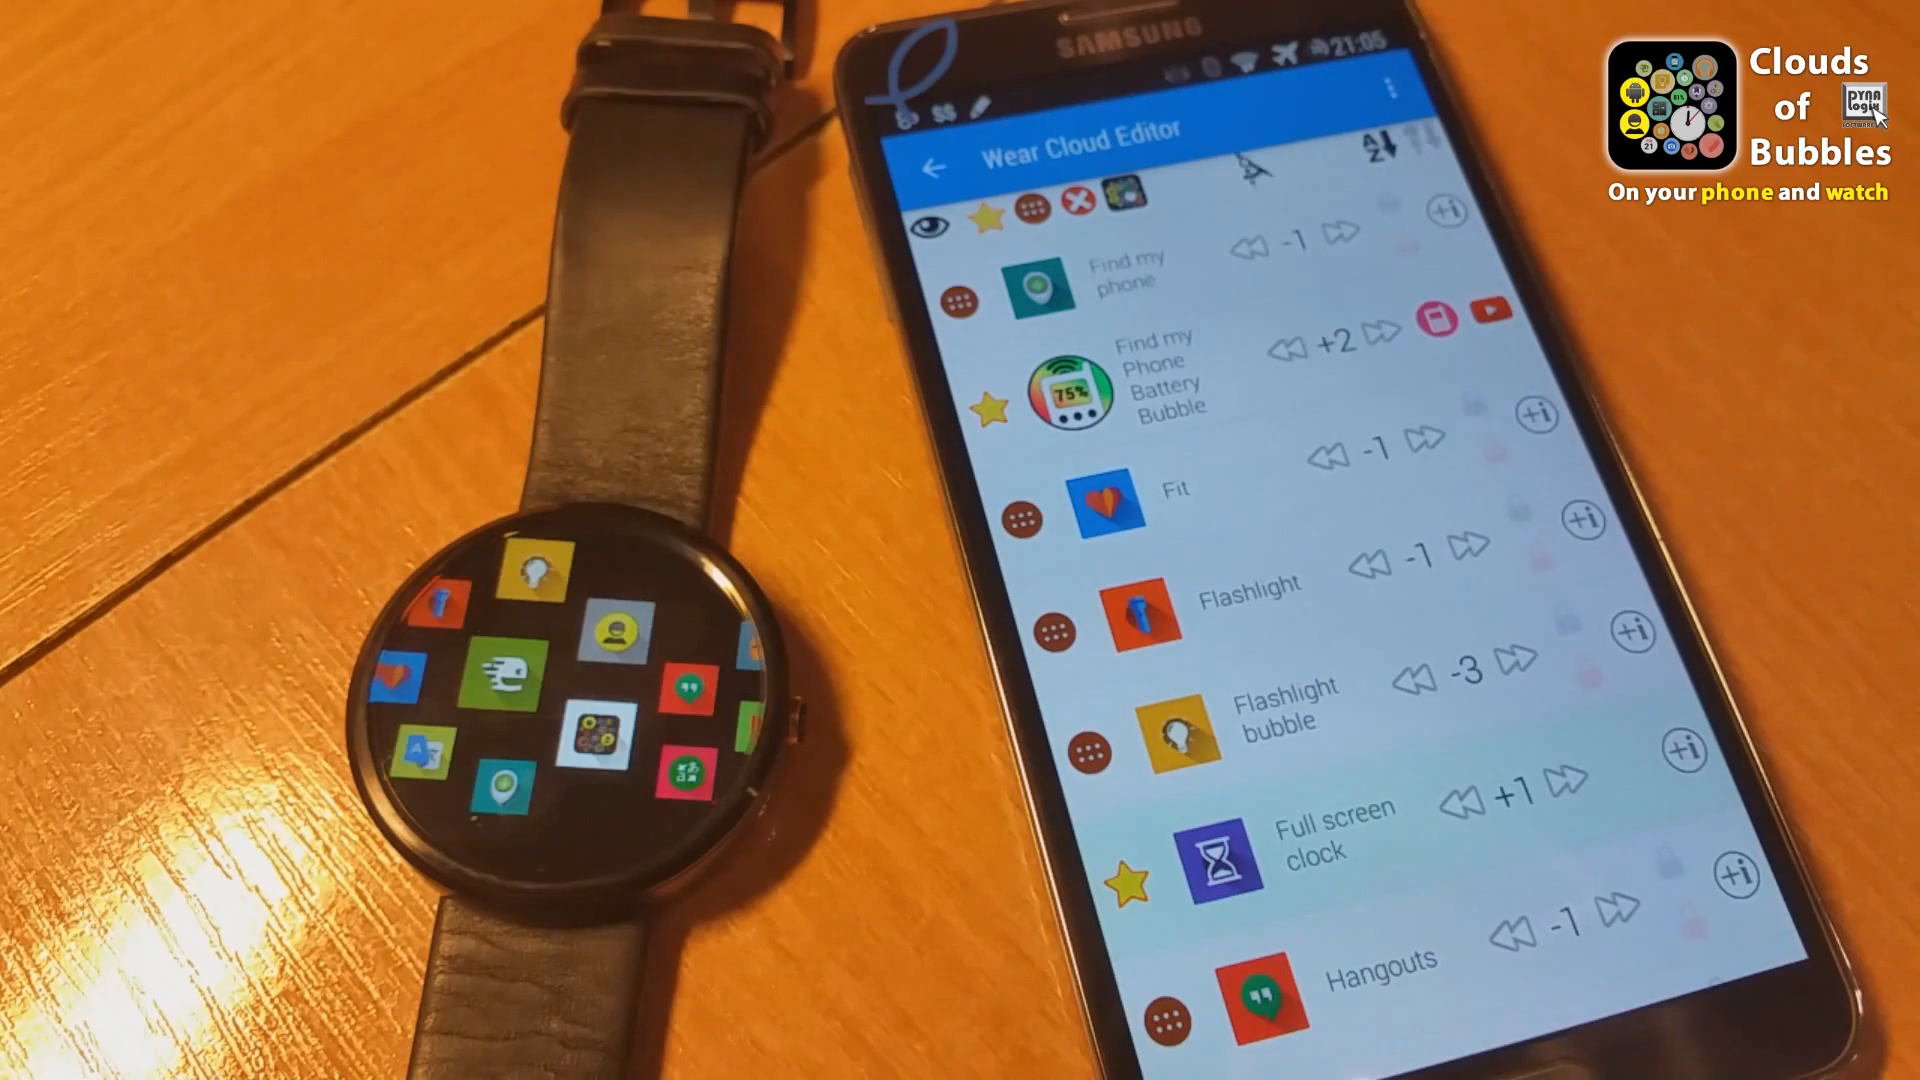 SAMSUNG
21:05
$$
Wear Cloud Editor
A
Z
Find my
phone
-1
Find my
Phone
Battery
Bubble
75%
+2
Fit
-1
Flashlight
-1
Flashlight
bubble
-3
Full screen
clock
+1
Hangouts
-1
+i
+i
+i
+i
+i
+i
Clouds
of
Bubbles
DYNA
Logix
On your phone and watch